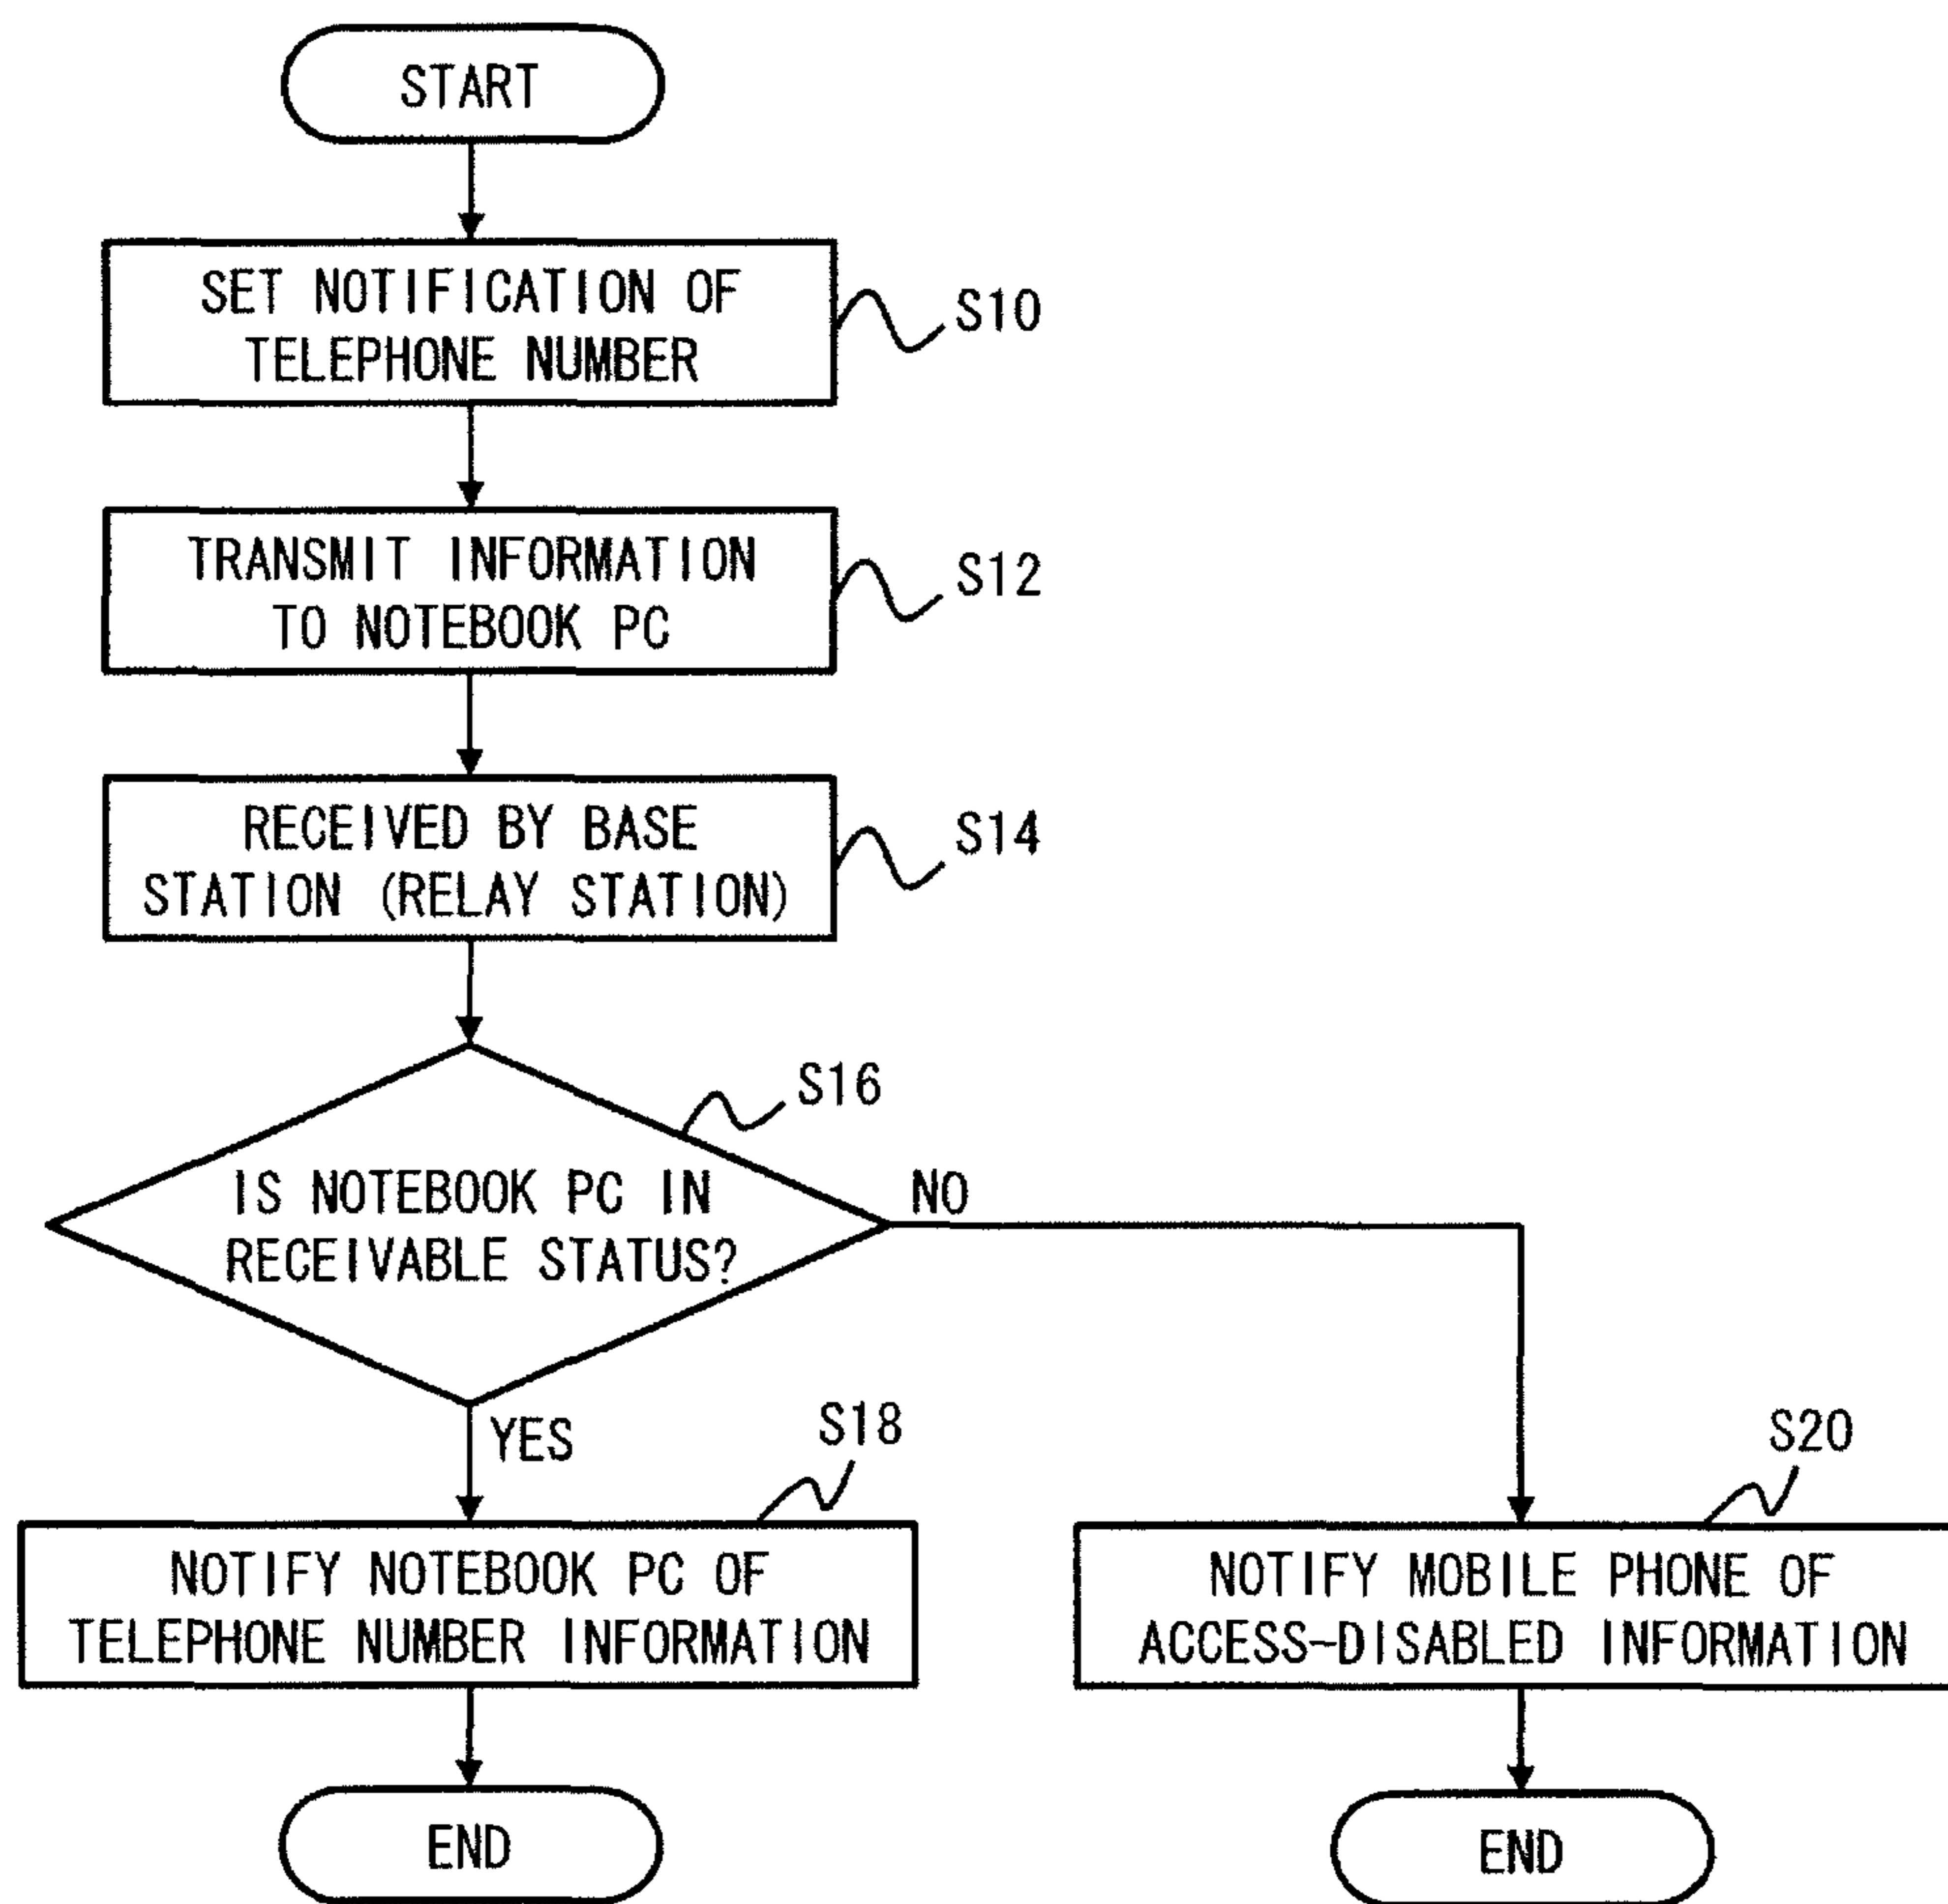 START
SET NOTIFICATION OF
TELEPHONE NUMBER
S10
TRANSMIT INFORMATION
TO NOTEBOOK PC
S12
RECEIVED BY BASE
STATION (RELAY STATION)
S14
S16
IS NOTEBOOK PC IN
RECEIVABLE STATUS?
NO
YES
S18
NOTIFY NOTEBOOK PC OF
TELEPHONE NUMBER INFORMATION
S20
NOTIFY MOBILE PHONE OF
ACCESS-DISABLED INFORMATION
END
END